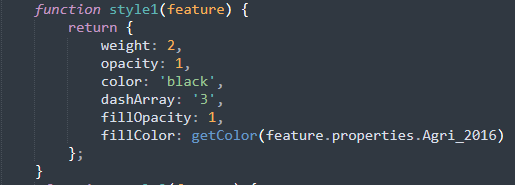 function style1(feature) {
return {
weight: 2,
opacity: 1,
color: 'black',
dashArray: '3',
fillOpacity: 1,
fillColor: getColor(feature.properties.Agri_2016)
};
}